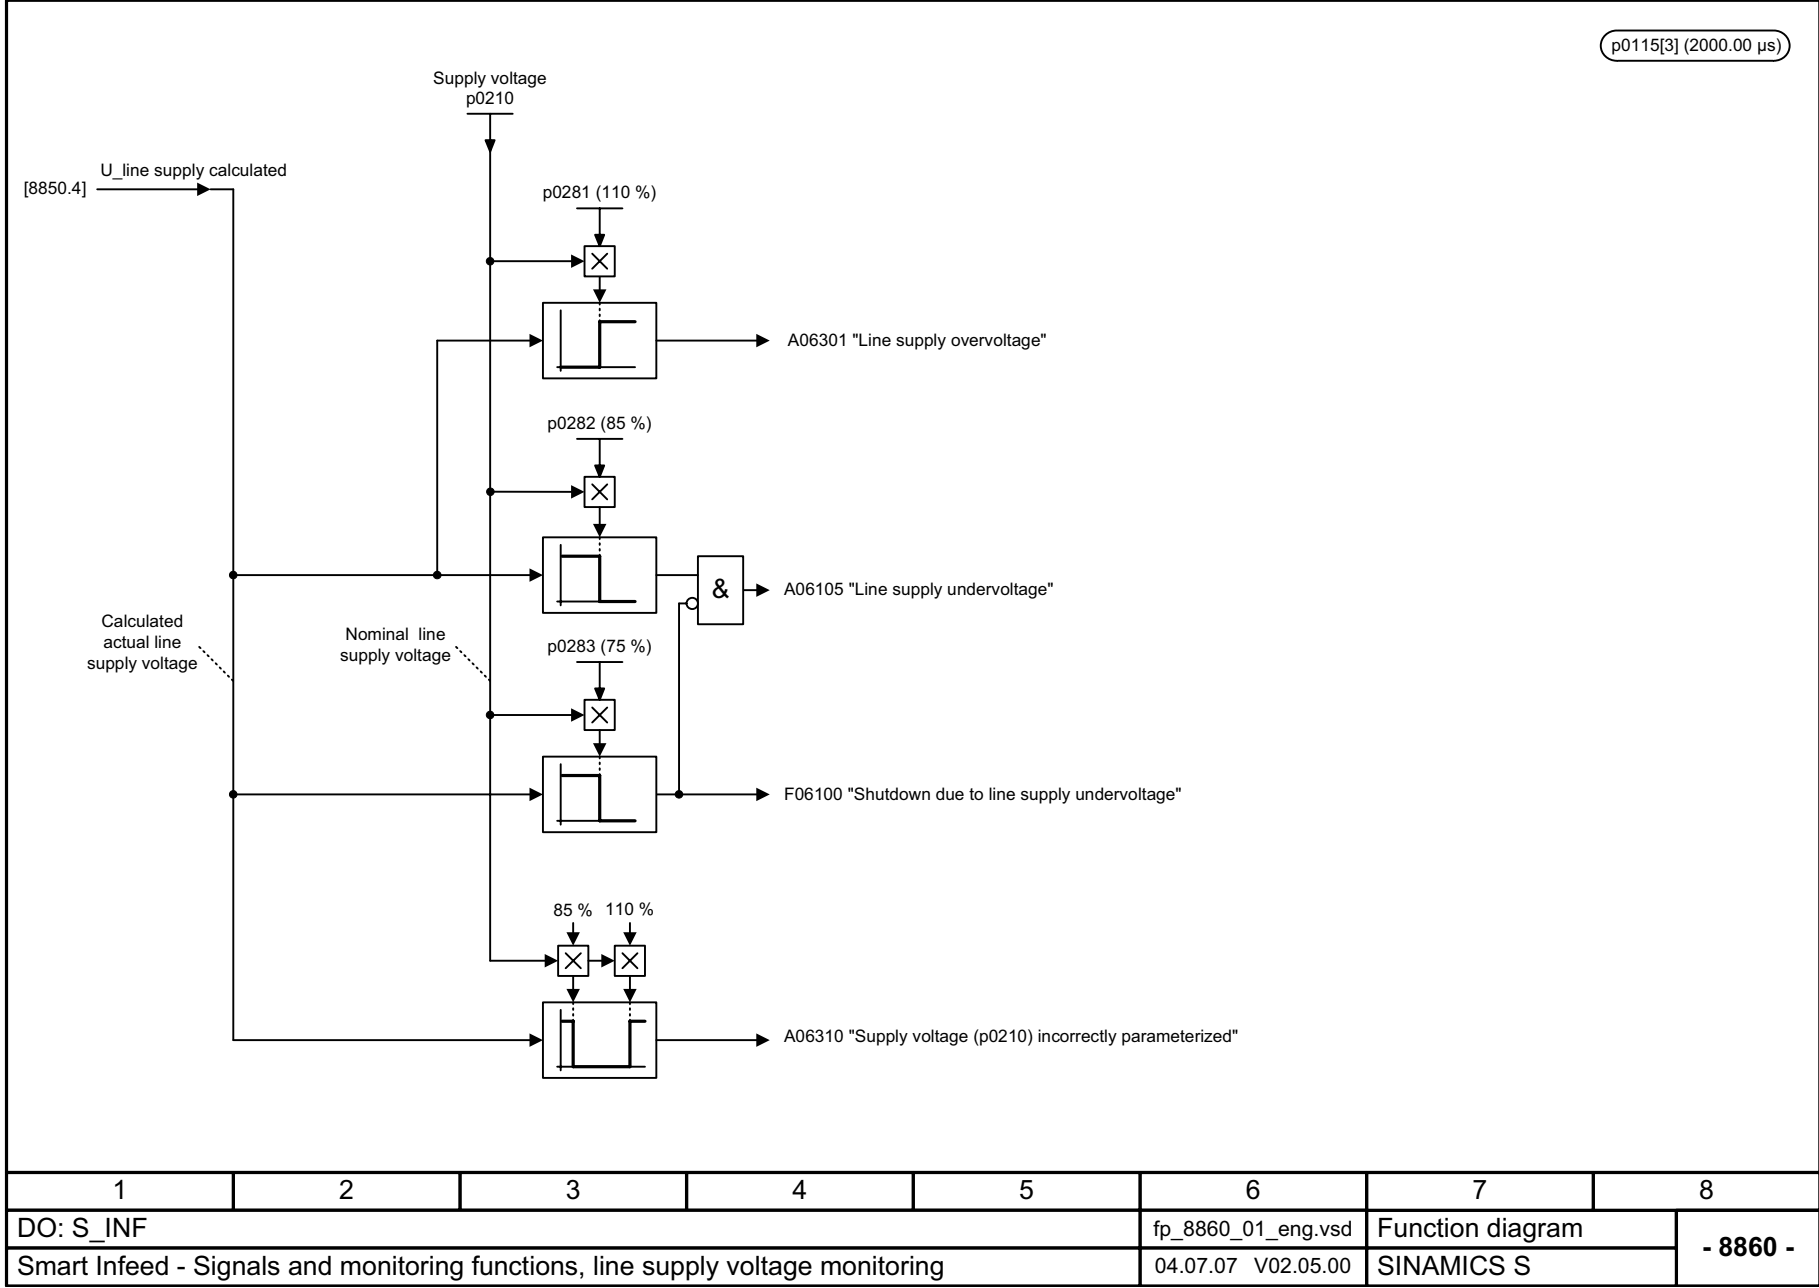 p0115[3] (2000.00 µs)
Supply voltage
p0210
U_line supply calculated
[8850.4]
p0281 (110 %)
A06301 "Line supply overvoltage"
p0282 (85 %)
&
A06105 "Line supply undervoltage"
Calculated
actual line
supply voltage
Nominal line
supply voltage
p0283 (75 %)
F06100 "Shutdown due to line supply undervoltage"
85 % 110 %
A06310 "Supply voltage (p0210) incorrectly parameterized"
1 2 3 4 5 6 7 8
DO: S_INF
fp_8860_01_eng.vsd
Function diagram
- 8860 -
Smart Infeed - Signals and monitoring functions, line supply voltage monitoring
04.07.07 V02.05.00
SINAMICS S